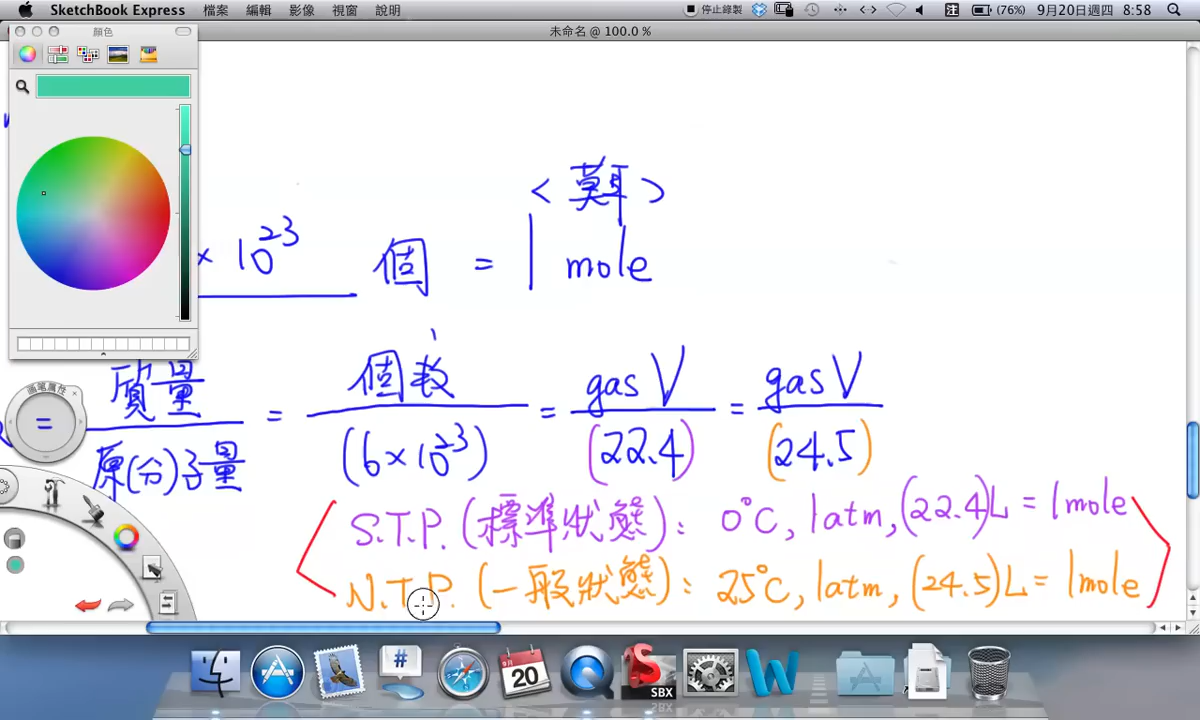 SketchBook Express 檔案 編輯 影像 視窗 說明 停止錄製 注 (76%) 9月20日週四 8:58
顏色
未命名 @ 100.0 %
<莫耳>
× 10²³ 個 = 1 mole
質量 / 原(分)子量 = 個數 / (6×10²³) = gas V / (22.4) = gas V / (24.5)
S.T.P. (標準狀態): 0°C, 1atm, (22.4)L = 1mole
N.T.P. (一般狀態): 25°C, 1atm, (24.5)L = 1mole
9月
20
#
S
SBX
W